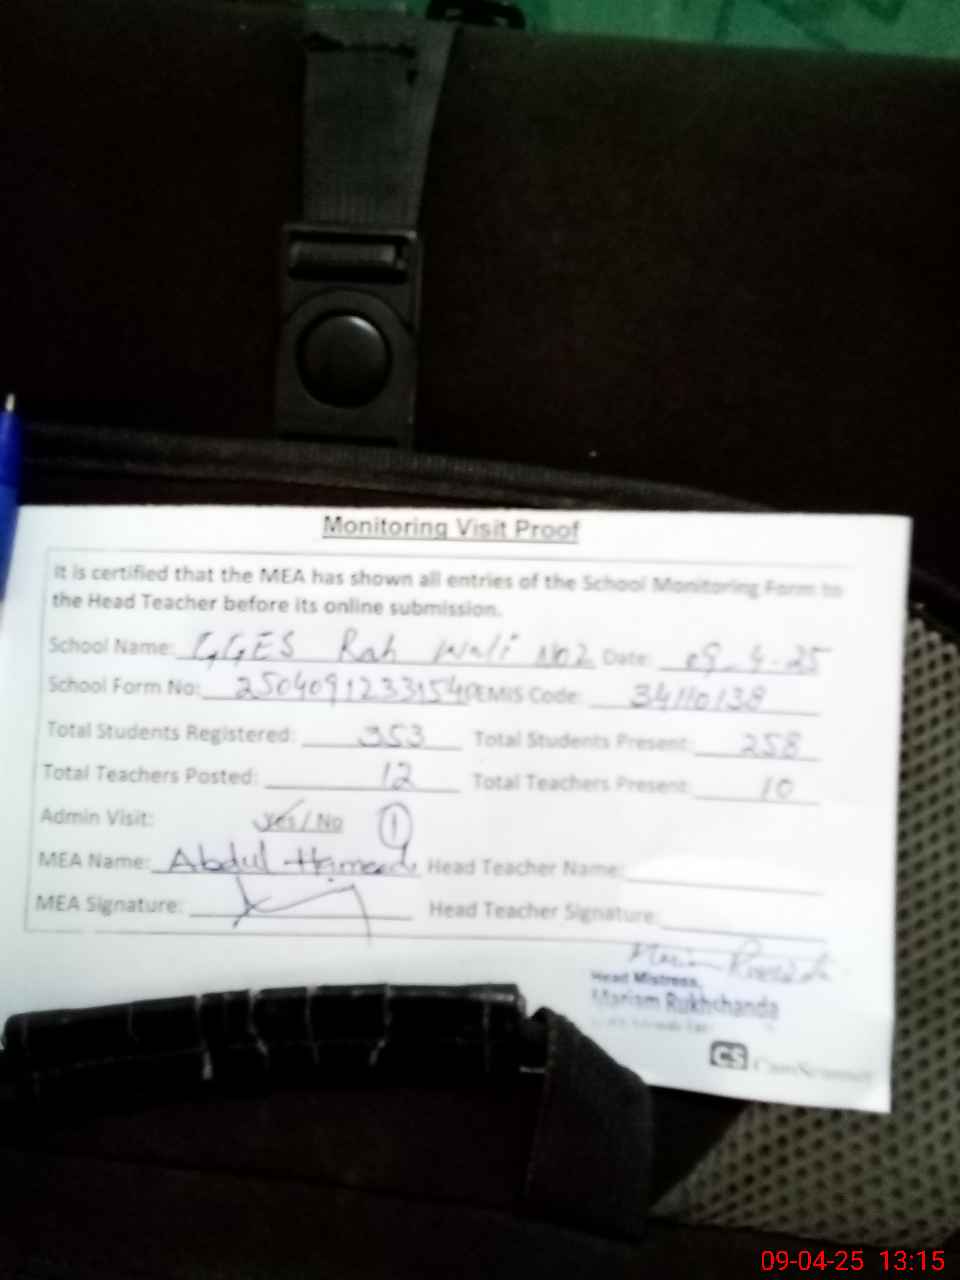 Monitoring Visit Proof
It is certified that the MEA has shown all entries of the School Monitoring Form to
the Head Teacher before its online submission.
School Name: GGES Rah Wali No2 Date: 09-4-25
School Form No: EMIS Code: 34110138
Total Students Registered: 353 Total Students Present: 258
Total Teachers Posted: 12 Total Teachers Present: 10
Admin Visit: Yes / No 1
MEA Name: Abdul Hameed Head Teacher Name:
MEA Signature: Head Teacher Signature:
Head Mistress,
Mariam Rukhshanda
CS CamScanner
09-04-25 13:15